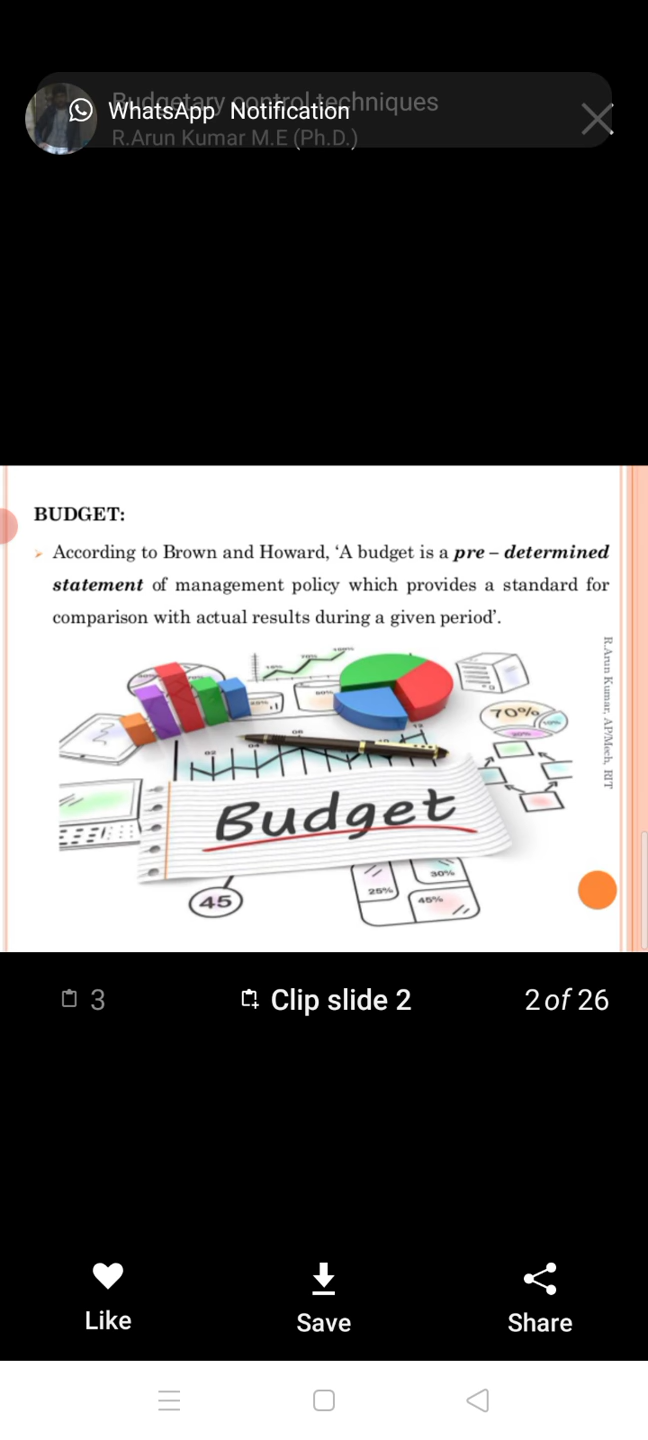 Budgetary control techniques
WhatsApp Notification
R.Arun Kumar M.E (Ph.D.)
BUDGET:
According to Brown and Howard, ‘A budget is a pre – determined
statement of management policy which provides a standard for
comparison with actual results during a given period’.
R.Arun Kumar, AP/Mech, RIT
70%
Budget
30%
25%
45%
45
3
Clip slide 2
2 of 26
Like
Save
Share